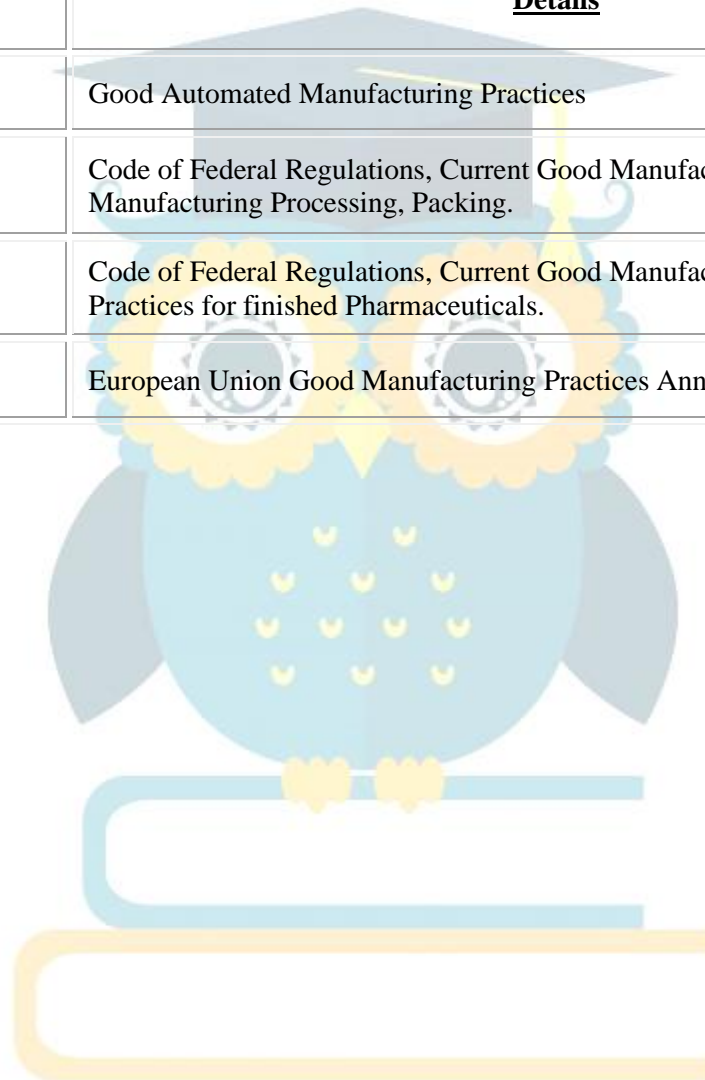 Details
Good Automated Manufacturing Practices
Code of Federal Regulations, Current Good Manufac
Manufacturing Processing, Packing.
Code of Federal Regulations, Current Good Manufac
Practices for finished Pharmaceuticals.
European Union Good Manufacturing Practices Ann